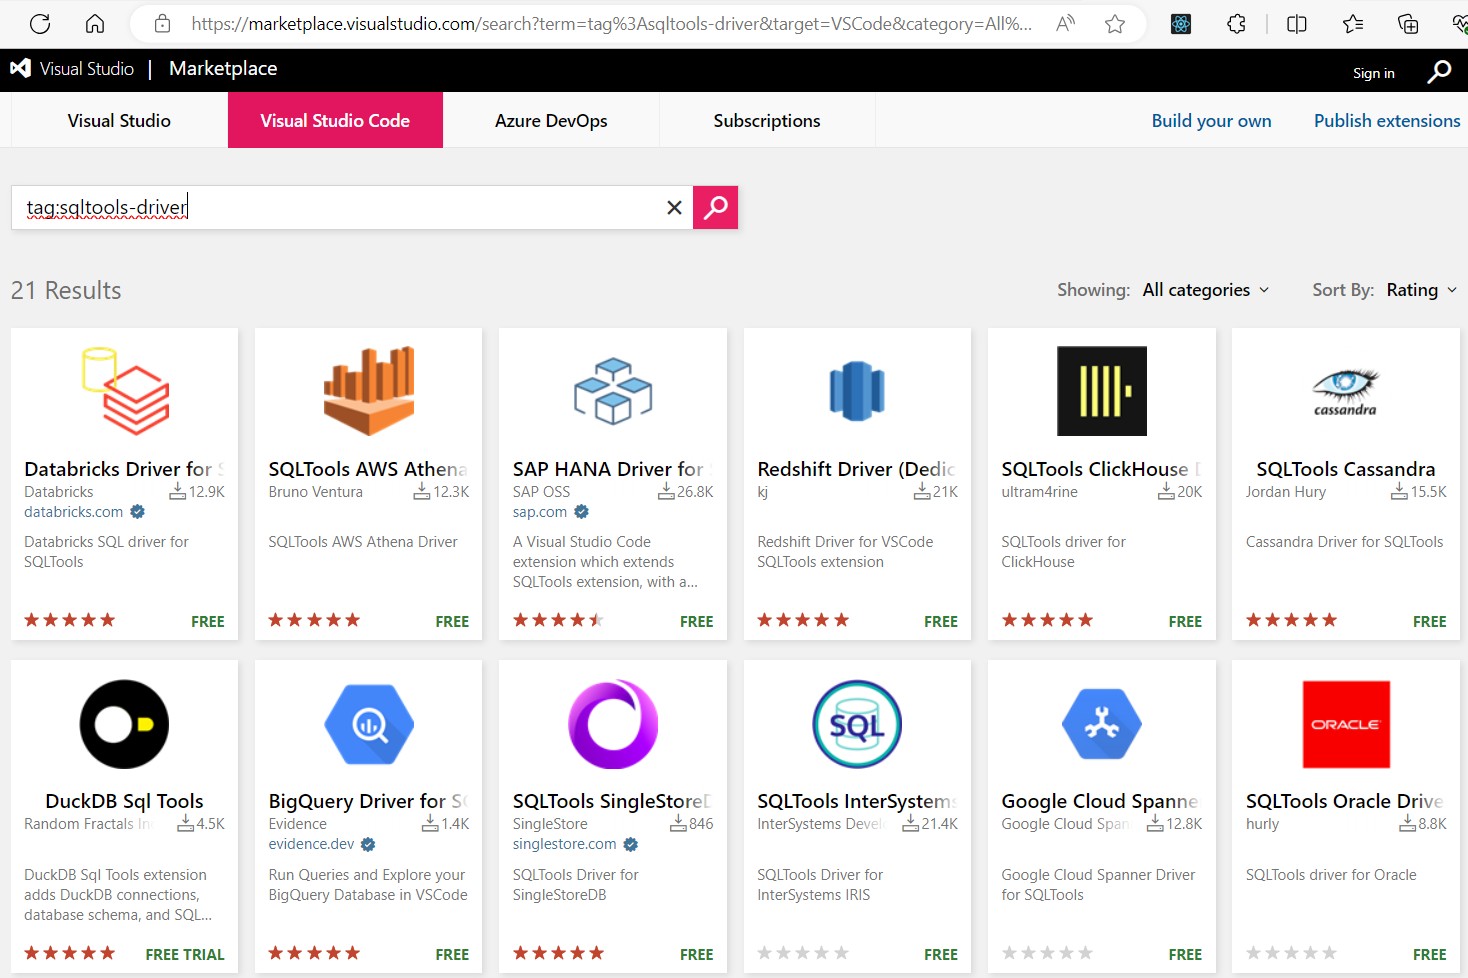 https://marketplace.visualstudio.com/search?term=tag%3Asqltools-driver&target=VSCode&category=All%...
Visual Studio | Marketplace
Sign in
Visual Studio
Visual Studio Code
Azure DevOps
Subscriptions
Build your own
Publish extensions
tag:sqltools-driver
21 Results
Showing: All categories
Sort By: Rating
Databricks Driver for S
Databricks 12.9K
databricks.com
Databricks SQL driver for
SQLTools
FREE
SQLTools AWS Athena
Bruno Ventura 12.3K
SQLTools AWS Athena Driver
FREE
SAP HANA Driver for
SAP OSS 26.8K
sap.com
A Visual Studio Code
extension which extends
SQLTools extension, with a...
FREE
Redshift Driver (Dedic
kj 21K
Redshift Driver for VSCode
SQLTools extension
FREE
SQLTools ClickHouse D
ultram4rine 20K
SQLTools driver for
ClickHouse
FREE
cassandra
SQLTools Cassandra
Jordan Hury 15.5K
Cassandra Driver for SQLTools
FREE
DuckDB Sql Tools
Random Fractals In 4.5K
DuckDB Sql Tools extension
adds DuckDB connections,
database schema, and SQL...
FREE TRIAL
BigQuery Driver for SQ
Evidence 1.4K
evidence.dev
Run Queries and Explore your
BigQuery Database in VSCode
FREE
SQLTools SingleStoreD
SingleStore 846
singlestore.com
SQLTools Driver for
SingleStoreDB
FREE
SQL
SQLTools InterSystems
InterSystems Devel 21.4K
SQLTools Driver for
InterSystems IRIS
FREE
Google Cloud Spanne
Google Cloud Span 12.8K
Google Cloud Spanner Driver
for SQLTools
FREE
ORACLE
SQLTools Oracle Drive
hurly 8.8K
SQLTools driver for Oracle
FREE